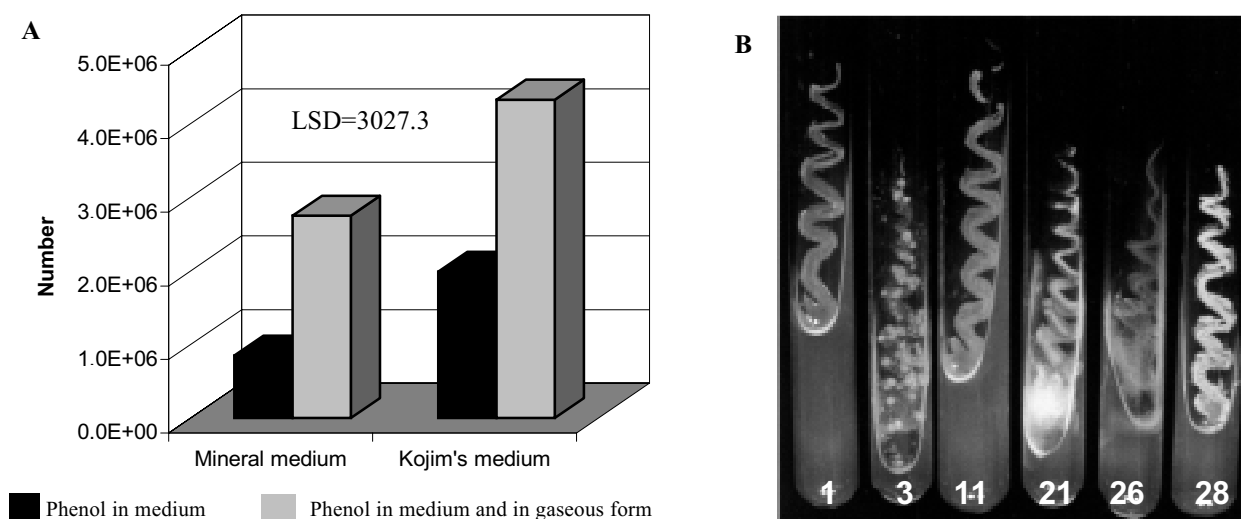 A
5.0E+06
4.0E+06
3.0E+06
2.0E+06
1.0E+06
0.0E+00
Number
LSD=3027.3
Mineral medium Kojim's medium
Phenol in medium Phenol in medium and in gaseous form
B
1 3 11 21 26 28